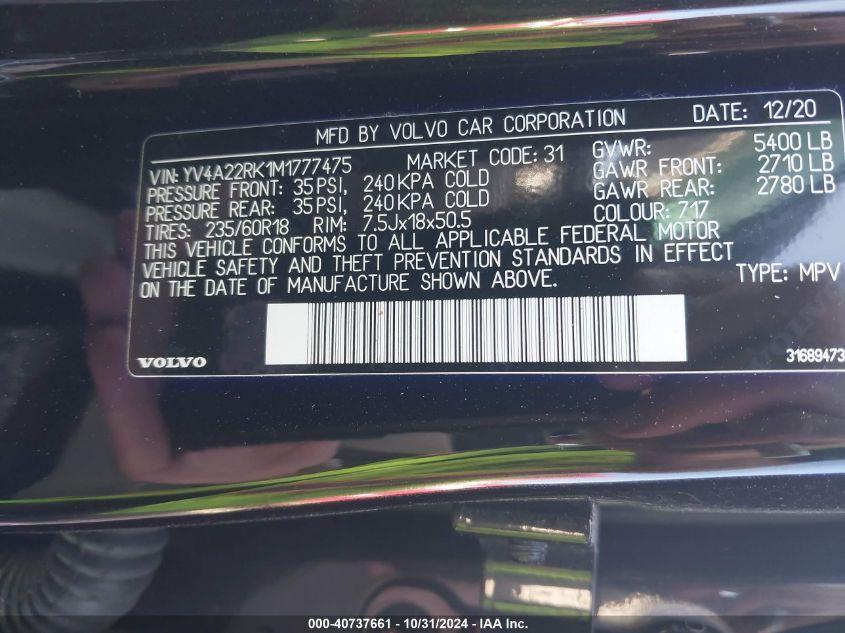 MFD BY VOLVO CAR CORPORATION DATE: 12/20
VIN: YV4A22RK1M1777475 MARKET CODE: 31 GVWR: 5400 LB
PRESSURE FRONT: 35 PSI, 240 KPA COLD GAWR FRONT: 2710 LB
PRESSURE REAR: 35 PSI, 240 KPA COLD GAWR REAR: 2780 LB
TIRES: 235/60R18 RIM: 7.5Jx18x50.5 COLOUR: 717
THIS VEHICLE CONFORMS TO ALL APPLICABLE FEDERAL MOTOR
VEHICLE SAFETY AND THEFT PREVENTION STANDARDS IN EFFECT
ON THE DATE OF MANUFACTURE SHOWN ABOVE. TYPE: MPV
VOLVO 31689473
000-40737661 - 10/31/2024 - IAA Inc.